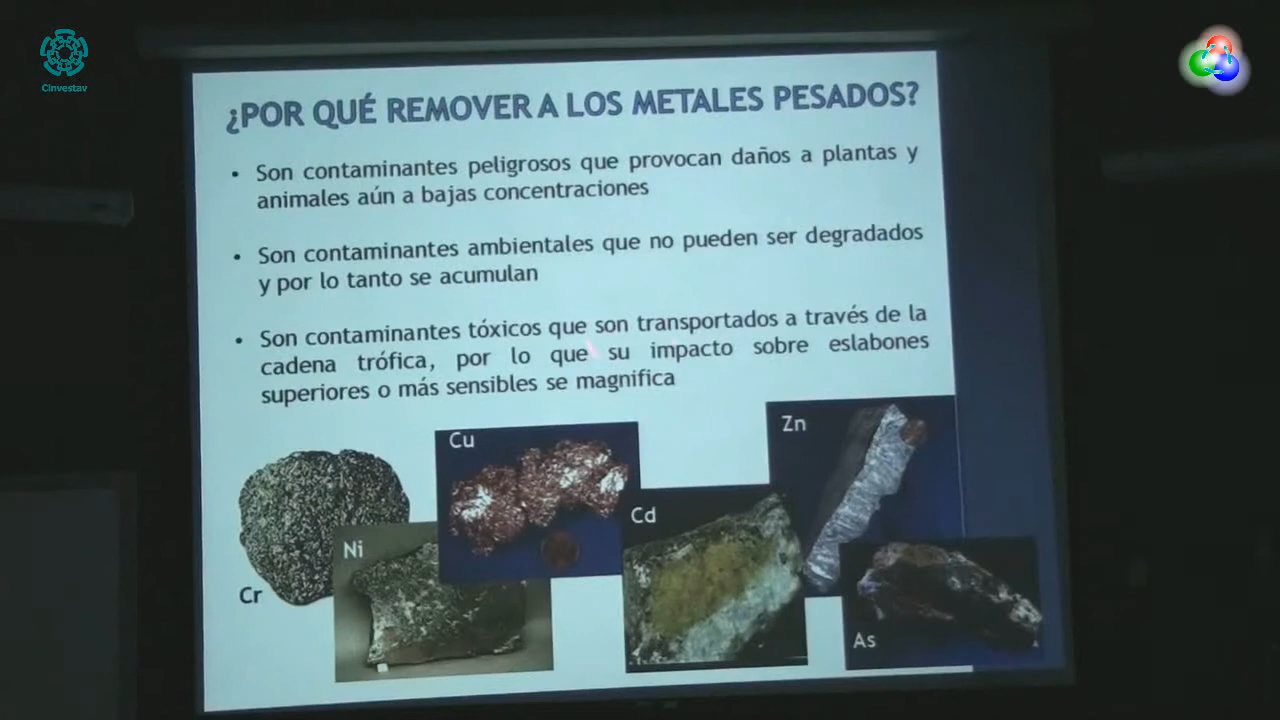 Cinvestav
¿POR QUÉ REMOVER A LOS METALES PESADOS?
• Son contaminantes peligrosos que provocan daños a plantas y
animales aún a bajas concentraciones
• Son contaminantes ambientales que no pueden ser degradados
y por lo tanto se acumulan
• Son contaminantes tóxicos que son transportados a través de la
cadena trófica, por lo que su impacto sobre eslabones
superiores o más sensibles se magnifica
Cr
Ni
Cu
Cd
Zn
As